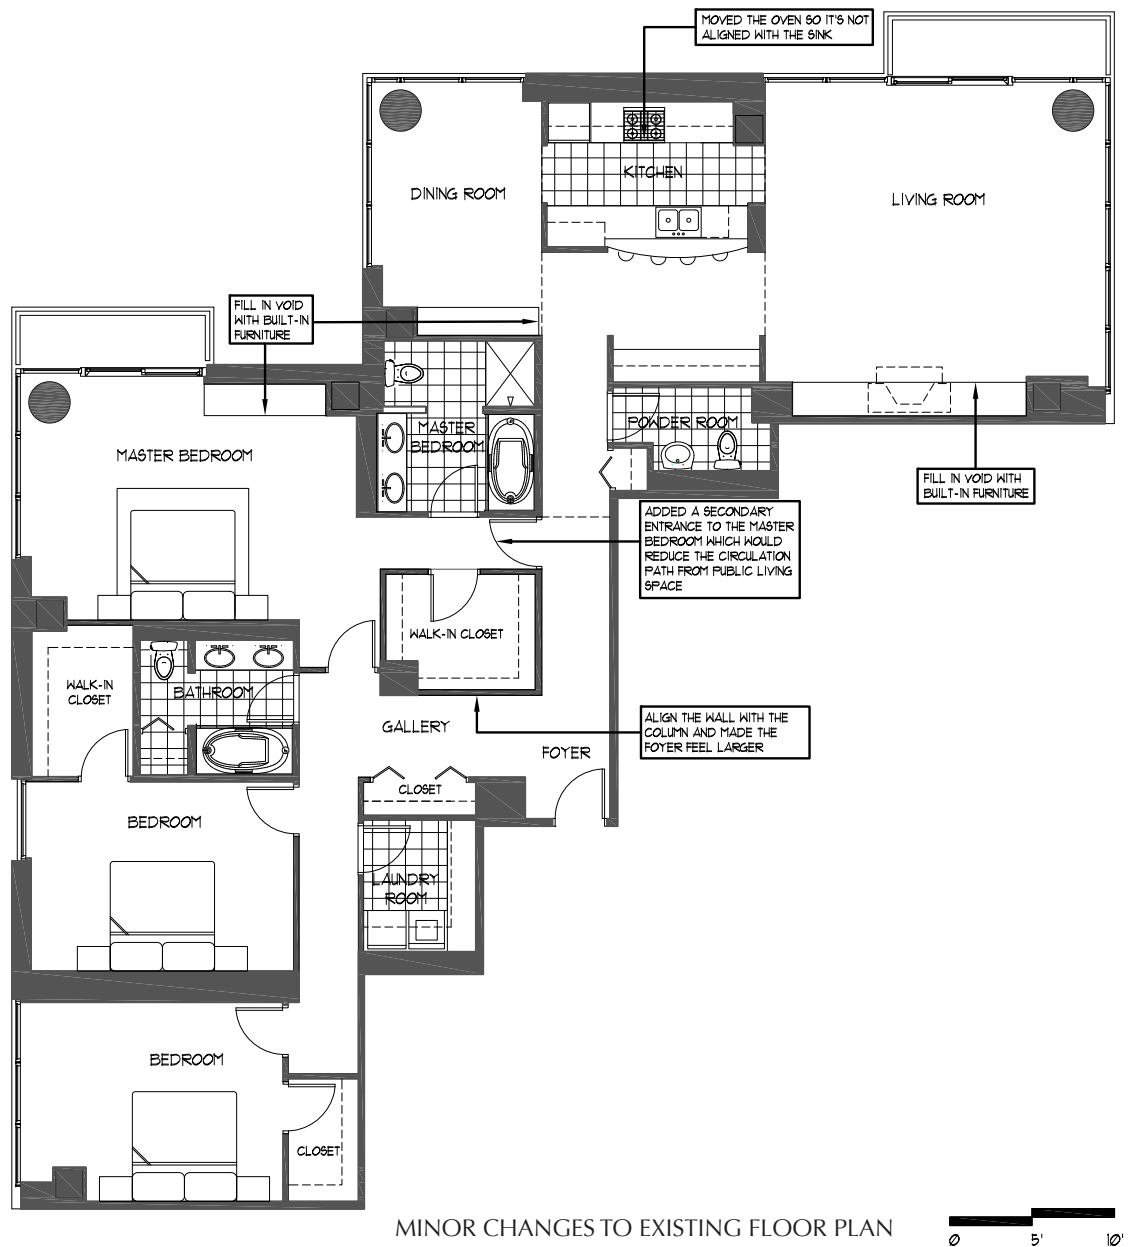 MOVED THE OVEN SO IT'S NOT
ALIGNED WITH THE SINK
KITCHEN
DINING ROOM
LIVING ROOM
FILL IN VOID
WITH BUILT-IN
FURNITURE
MASTER
BEDROOM
POWDER ROOM
MASTER BEDROOM
FILL IN VOID WITH
BUILT-IN FURNITURE
ADDED A SECONDARY
ENTRANCE TO THE MASTER
BEDROOM WHICH WOULD
REDUCE THE CIRCULATION
PATH FROM PUBLIC LIVING
SPACE
WALK-IN CLOSET
WALK-IN
CLOSET
BATHROOM
GALLERY
FOYER
ALIGN THE WALL WITH THE
COLUMN AND MADE THE
FOYER FEEL LARGER
CLOSET
BEDROOM
LAUNDRY
ROOM
BEDROOM
CLOSET
MINOR CHANGES TO EXISTING FLOOR PLAN
0 5' 10'